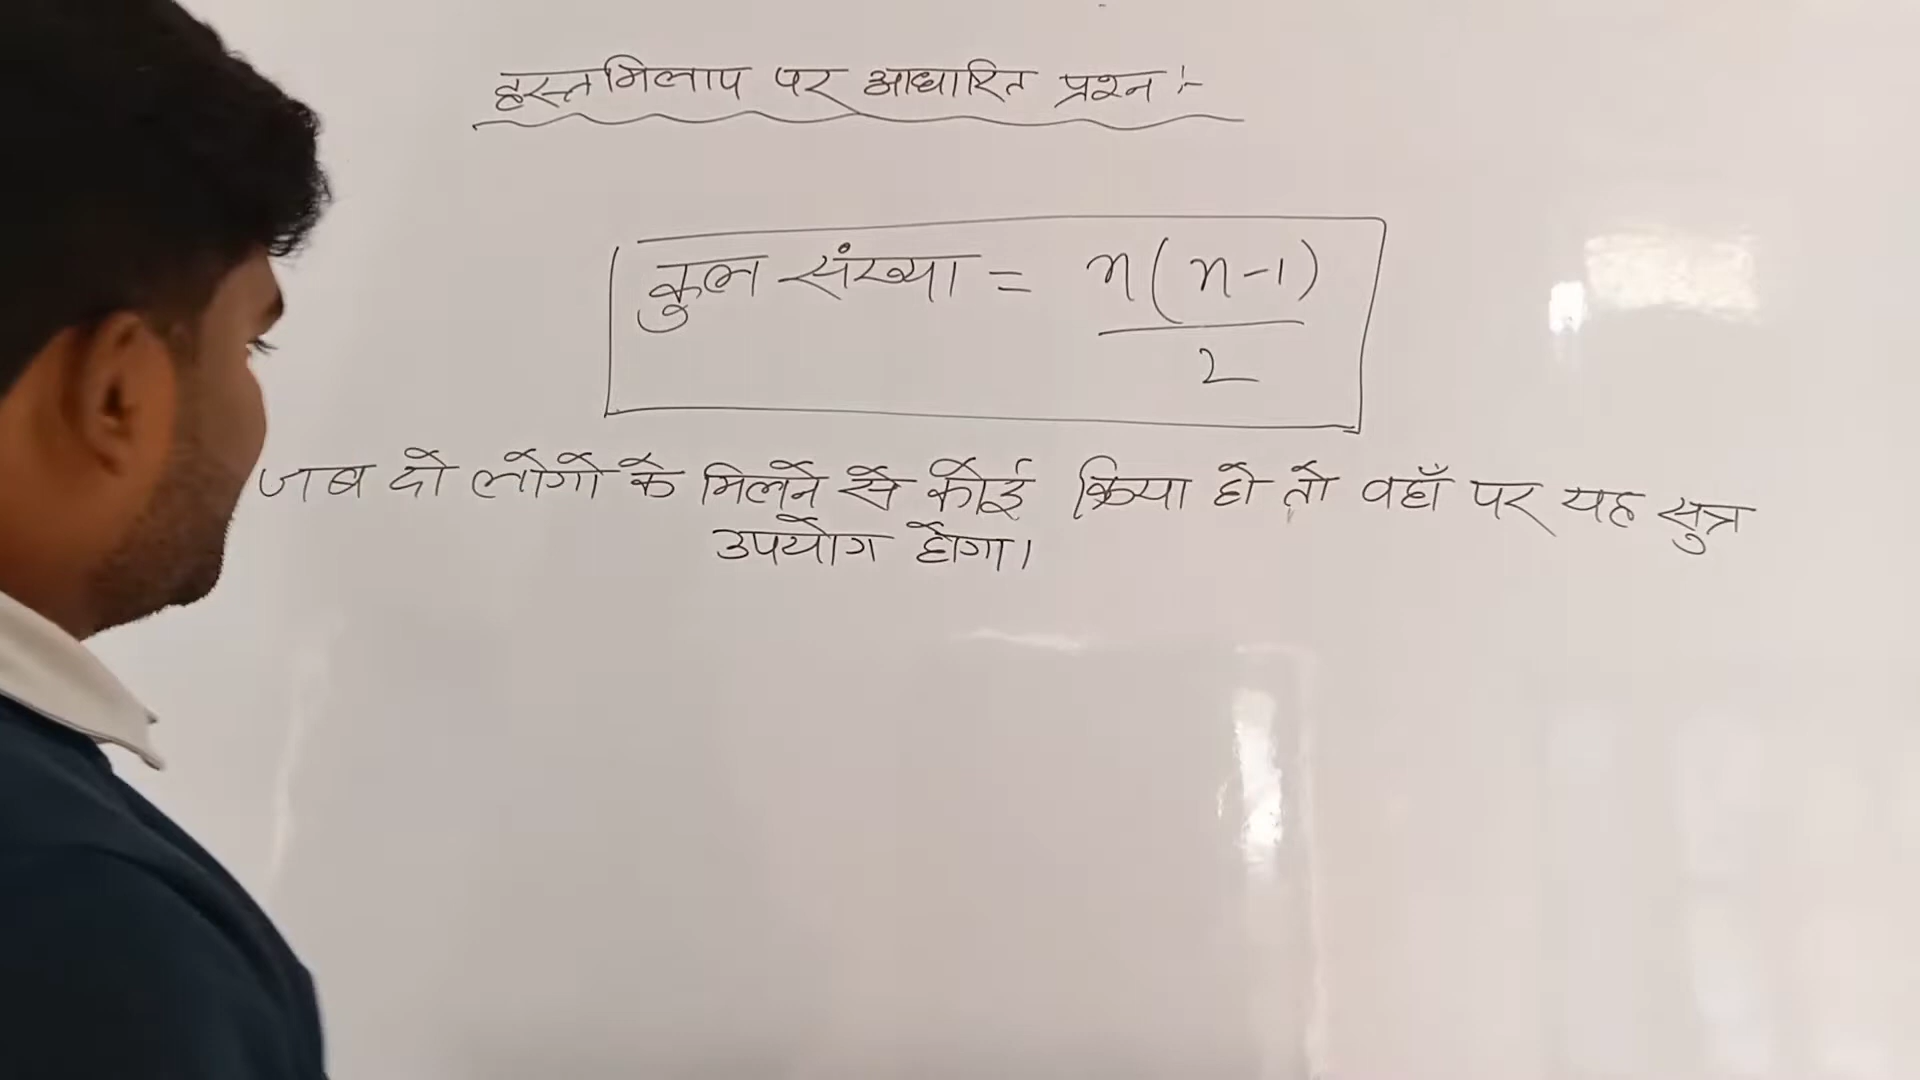 हस्तमिलाप पर आधारित प्रश्न :-
कुल संख्या = n(n-1)/2
जब दो लोगों के मिलने से कोई क्रिया हो तो वहाँ पर यह सुत्र
उपयोग होगा।